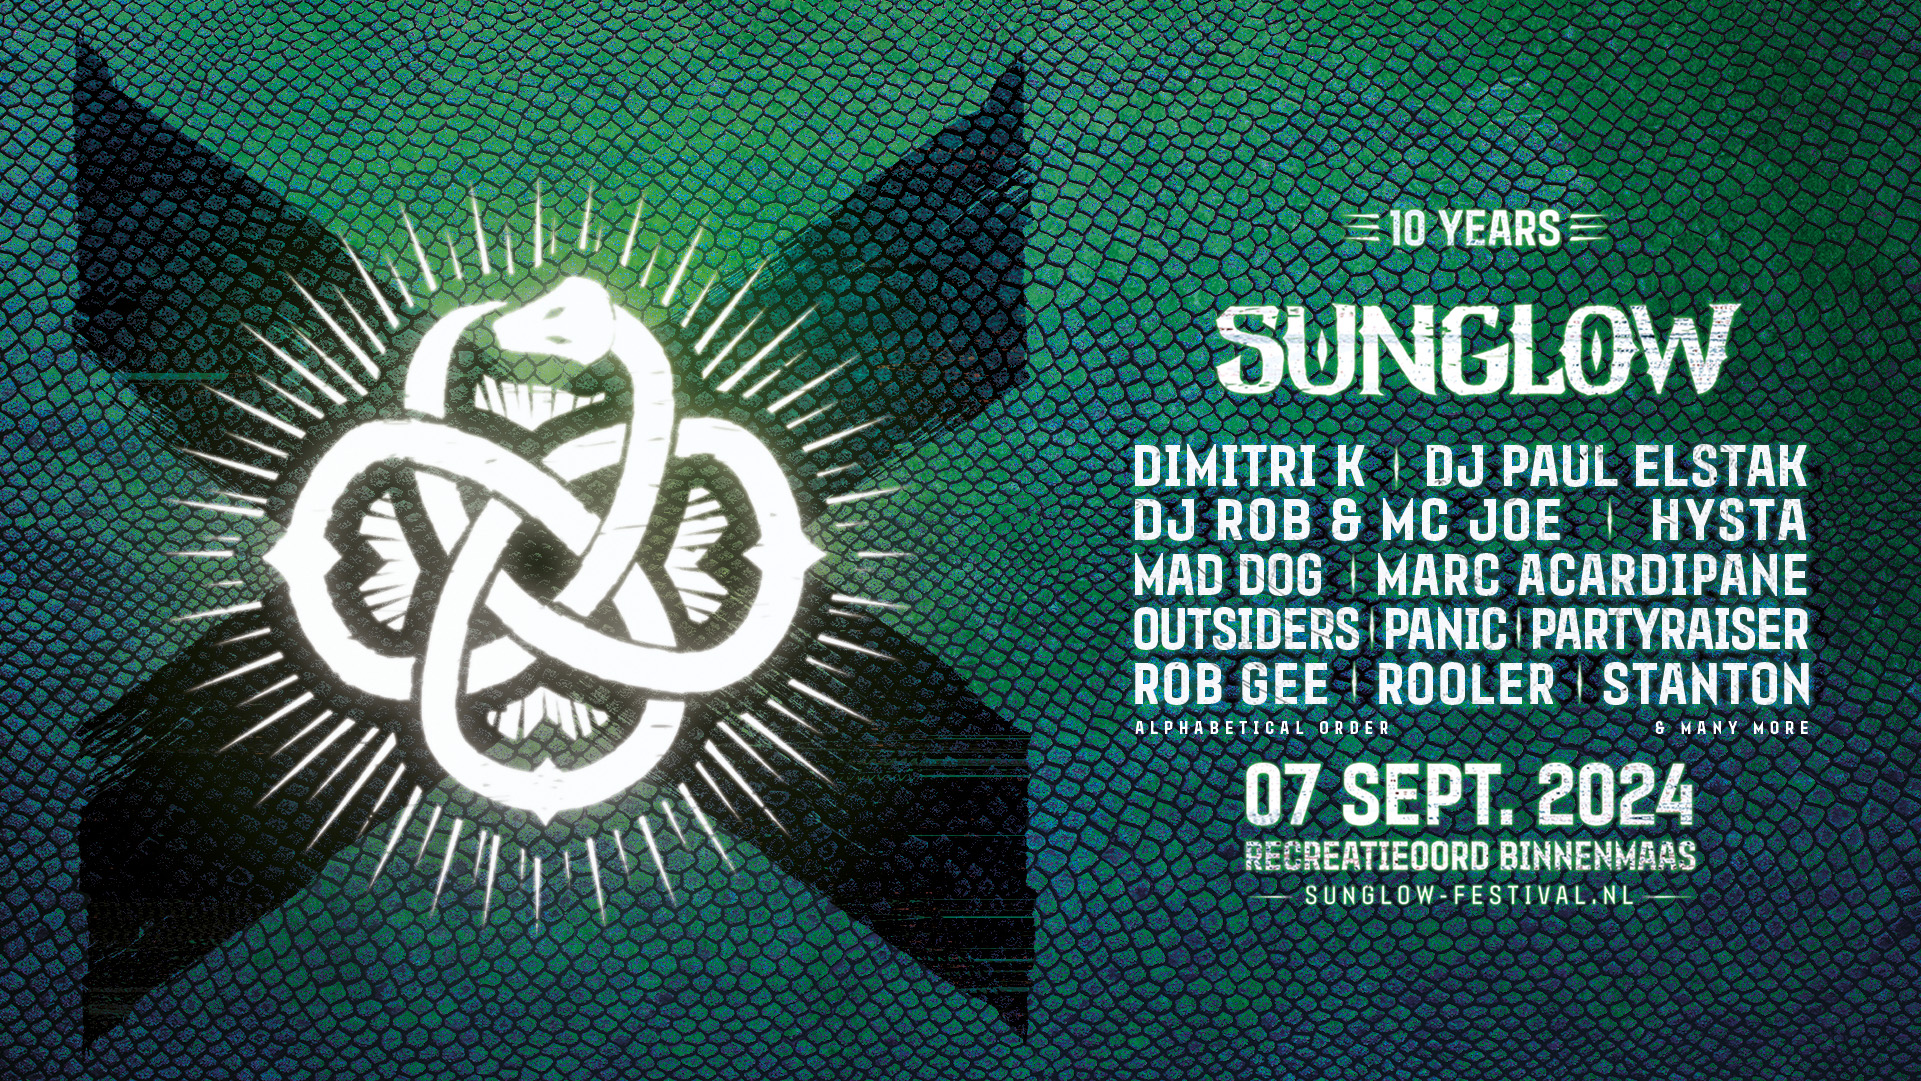 10 YEARS
SUNGLOW
DIMITRI K | DJ PAUL ELSTAK
DJ ROB & MC JOE | HYSTA
MAD DOG | MARC ACARDIPANE
OUTSIDERS | PANIC | PARTYRAISER
ROB GEE | ROOLER | STANTON
ALPHABETICAL ORDER & MANY MORE
07 SEPT. 2024
RECREATIEOORD BINNENMAAS
SUNGLOW-FESTIVAL.NL